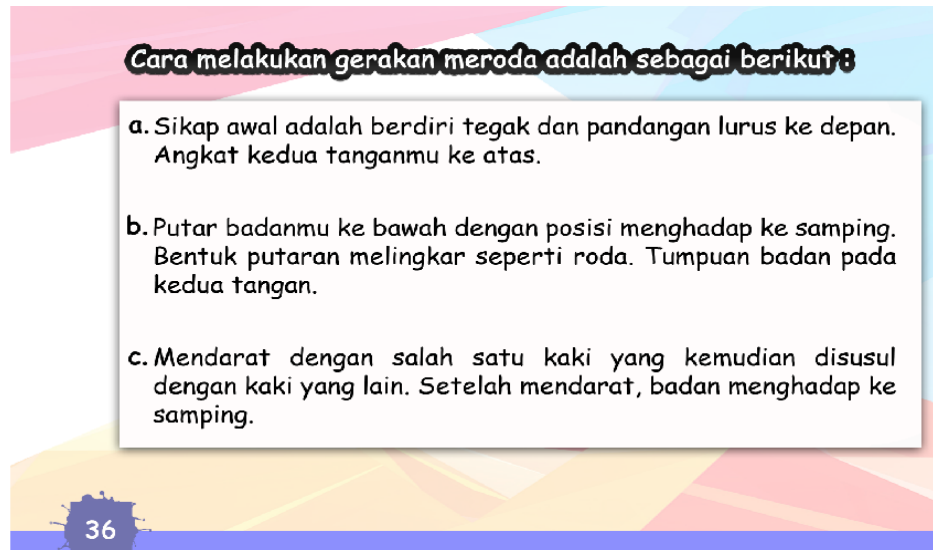 Cara melakukan gerakan meroda adalah sebagai berikut :
a. Sikap awal adalah berdiri tegak dan pandangan lurus ke depan.
Angkat kedua tanganmu ke atas.
b. Putar badanmu ke bawah dengan posisi menghadap ke samping.
Bentuk putaran melingkar seperti roda. Tumpuan badan pada
kedua tangan.
c. Mendarat dengan salah satu kaki yang kemudian disusul
dengan kaki yang lain. Setelah mendarat, badan menghadap ke
samping.
36